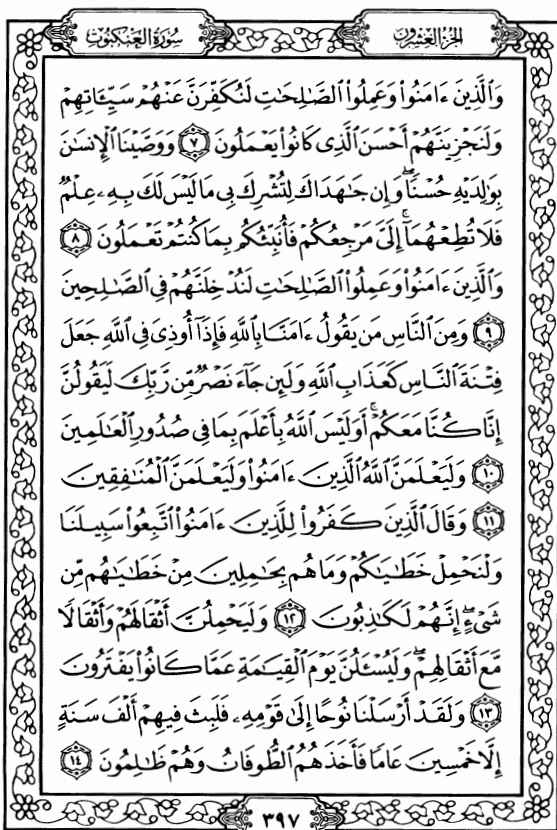 سورة العنكبوت
الجزء العشرون
وَٱلَّذِينَ ءَامَنُوا۟ وَعَمِلُوا۟ ٱلصَّـٰلِحَـٰتِ لَنُكَفِّرَنَّ عَنْهُمْ سَيِّـَٔاتِهِمْ
وَلَنَجْزِيَنَّهُمْ أَحْسَنَ ٱلَّذِى كَانُوا۟ يَعْمَلُونَ ٧ وَوَصَّيْنَا ٱلْإِنسَـٰنَ
بِوَٰلِدَيْهِ حُسْنًا ۖ وَإِن جَـٰهَدَاكَ لِتُشْرِكَ بِى مَا لَيْسَ لَكَ بِهِۦ عِلْمٌ
فَلَا تُطِعْهُمَآ ۚ إِلَىَّ مَرْجِعُكُمْ فَأُنَبِّئُكُم بِمَا كُنتُمْ تَعْمَلُونَ ٨
وَٱلَّذِينَ ءَامَنُوا۟ وَعَمِلُوا۟ ٱلصَّـٰلِحَـٰتِ لَنُدْخِلَنَّهُمْ فِى ٱلصَّـٰلِحِينَ
٩ وَمِنَ ٱلنَّاسِ مَن يَقُولُ ءَامَنَّا بِٱللَّهِ فَإِذَآ أُوذِىَ فِى ٱللَّهِ جَعَلَ
فِتْنَةَ ٱلنَّاسِ كَعَذَابِ ٱللَّهِ وَلَئِن جَآءَ نَصْرٌ مِّن رَّبِّكَ لَيَقُولُنَّ
إِنَّا كُنَّا مَعَكُمْ ۚ أَوَلَيْسَ ٱللَّهُ بِأَعْلَمَ بِمَا فِى صُدُورِ ٱلْعَـٰلَمِينَ
١٠ وَلَيَعْلَمَنَّ ٱللَّهُ ٱلَّذِينَ ءَامَنُوا۟ وَلَيَعْلَمَنَّ ٱلْمُنَـٰفِقِينَ
١١ وَقَالَ ٱلَّذِينَ كَفَرُوا۟ لِلَّذِينَ ءَامَنُوا۟ ٱتَّبِعُوا۟ سَبِيلَنَا
وَلْنَحْمِلْ خَطَـٰيَـٰكُمْ وَمَا هُم بِحَـٰمِلِينَ مِنْ خَطَـٰيَـٰهُم مِّن
شَىْءٍ ۖ إِنَّهُمْ لَكَـٰذِبُونَ ١٢ وَلَيَحْمِلُنَّ أَثْقَالَهُمْ وَأَثْقَالًا
مَّعَ أَثْقَالِهِمْ ۖ وَلَيُسْـَٔلُنَّ يَوْمَ ٱلْقِيَـٰمَةِ عَمَّا كَانُوا۟ يَفْتَرُونَ
١٣ وَلَقَدْ أَرْسَلْنَا نُوحًا إِلَىٰ قَوْمِهِۦ فَلَبِثَ فِيهِمْ أَلْفَ سَنَةٍ
إِلَّا خَمْسِينَ عَامًا فَأَخَذَهُمُ ٱلطُّوفَانُ وَهُمْ ظَـٰلِمُونَ ١٤
٣٩٧